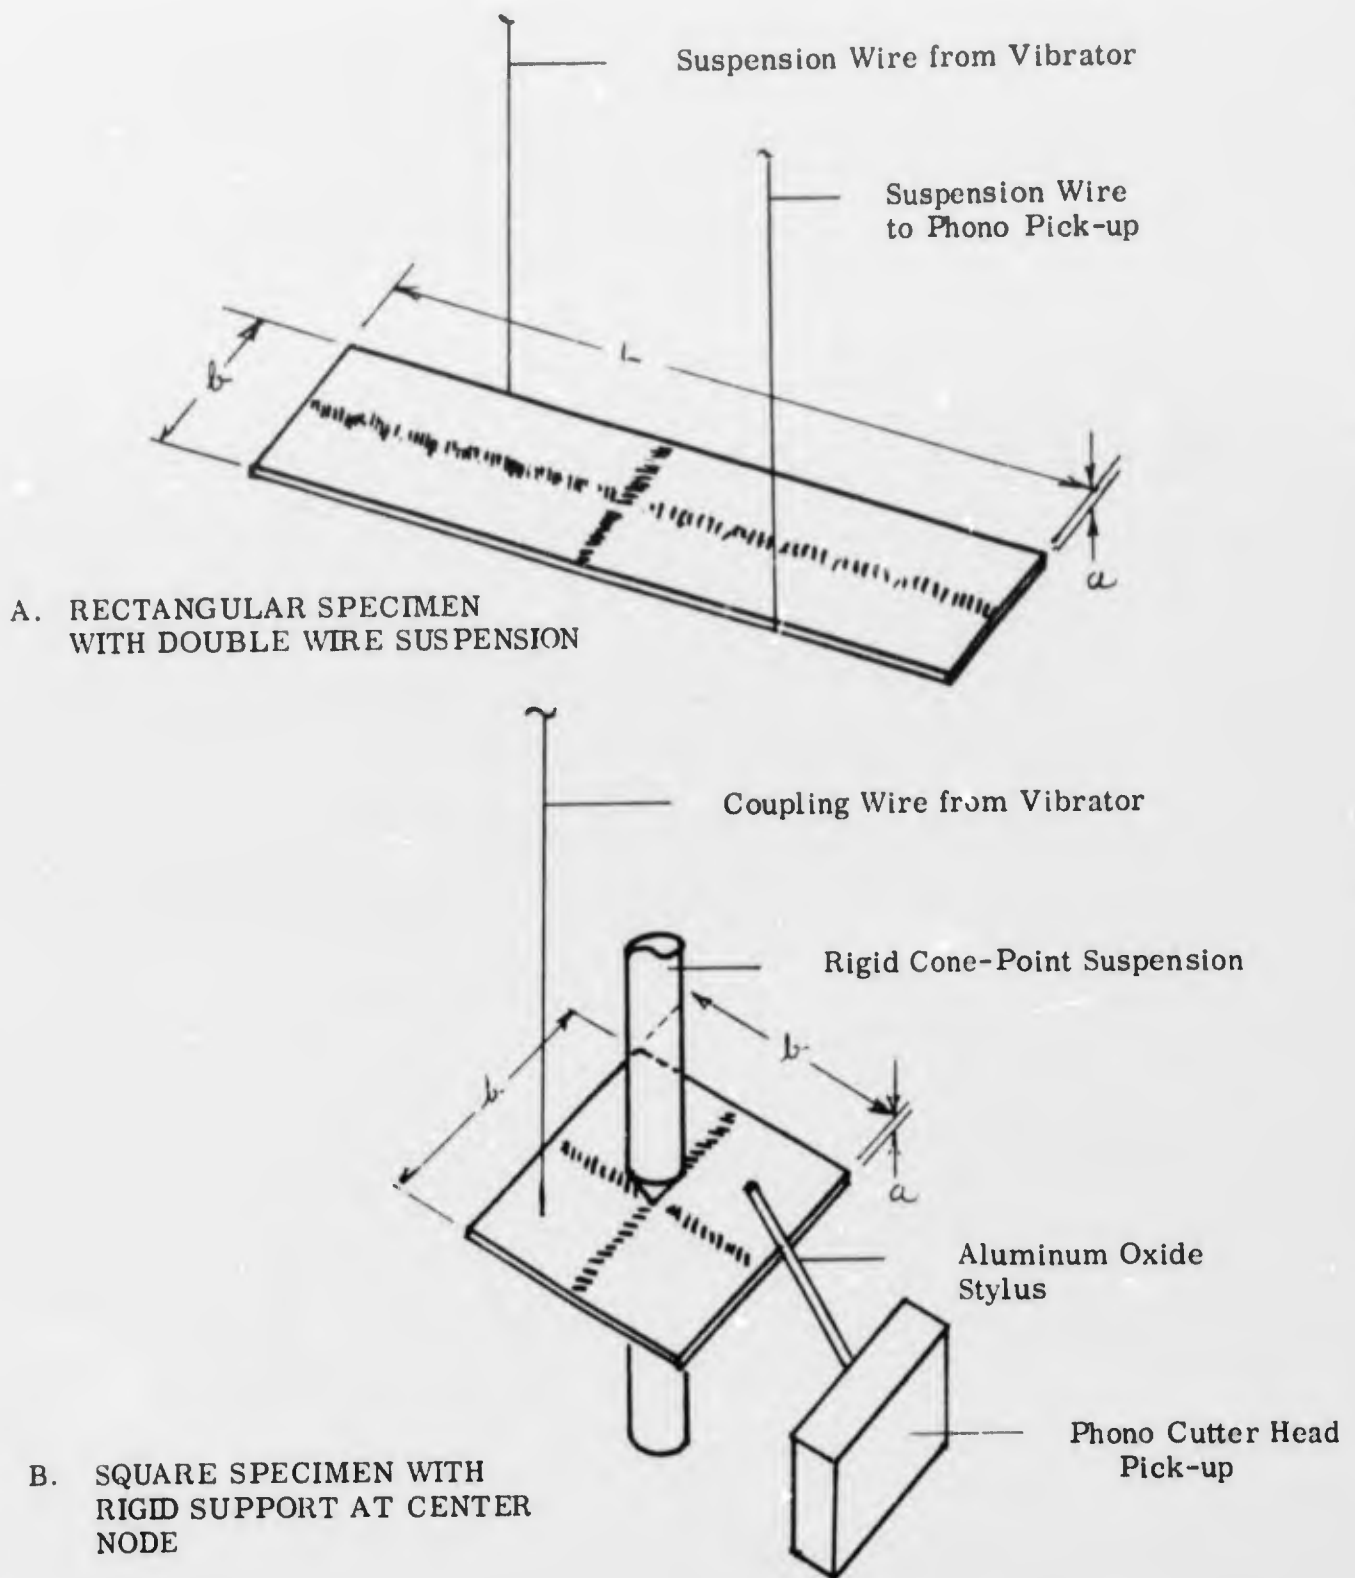 Suspension Wire from Vibrator
Suspension Wire
to Phono Pick-up
L
b
a
A. RECTANGULAR SPECIMEN
WITH DOUBLE WIRE SUSPENSION
Coupling Wire from Vibrator
Rigid Cone-Point Suspension
b
b
a
Aluminum Oxide
Stylus
Phono Cutter Head
Pick-up
B. SQUARE SPECIMEN WITH
RIGID SUPPORT AT CENTER
NODE